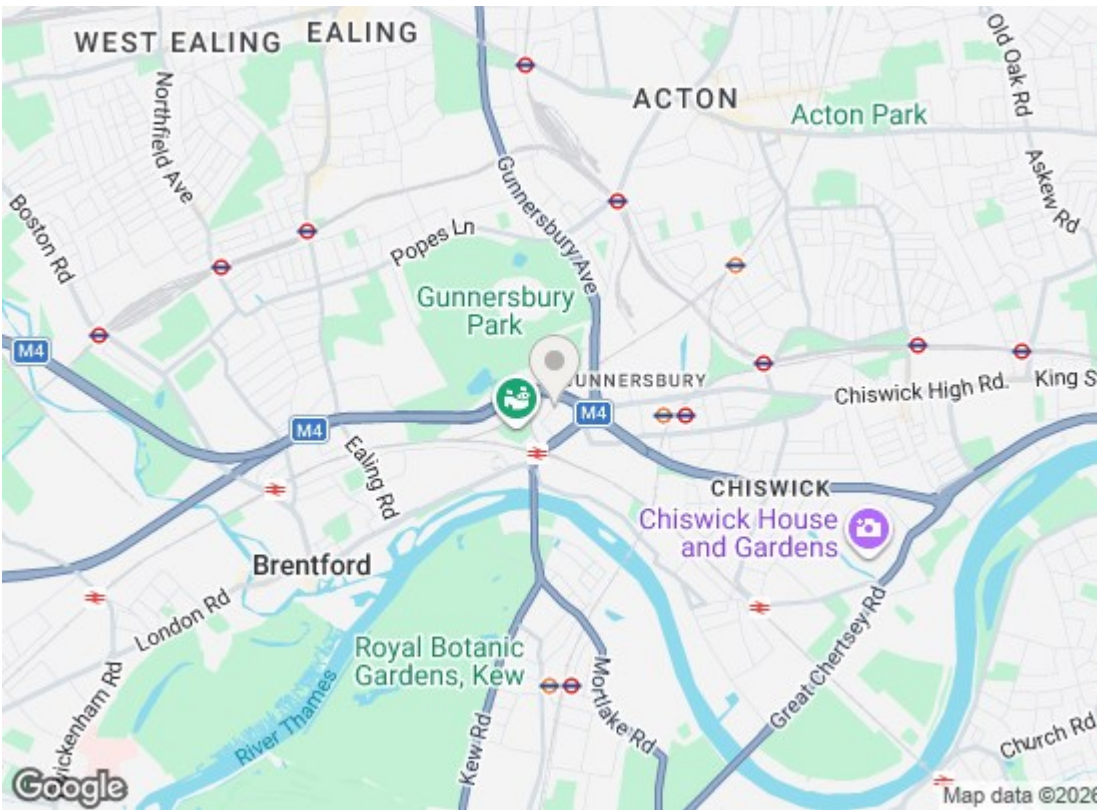 WEST EALING
EALING
Old Oak Rd
ACTON
Acton Park
Northfield Ave
Gunnersbury Ave
Askew Rd
Boston Rd
Popes Ln
Gunnersbury
Park
M4
GUNNERSBURY
Chiswick High Rd.
King S
M4
M4
Ealing Rd
CHISWICK
Chiswick House
and Gardens
Brentford
London Rd
Royal Botanic
Gardens, Kew
Great Chertsey Rd
Mortlake Rd
River Thames
wickenham Rd
Kew Rd
Church Rd
Google
Map data ©2026